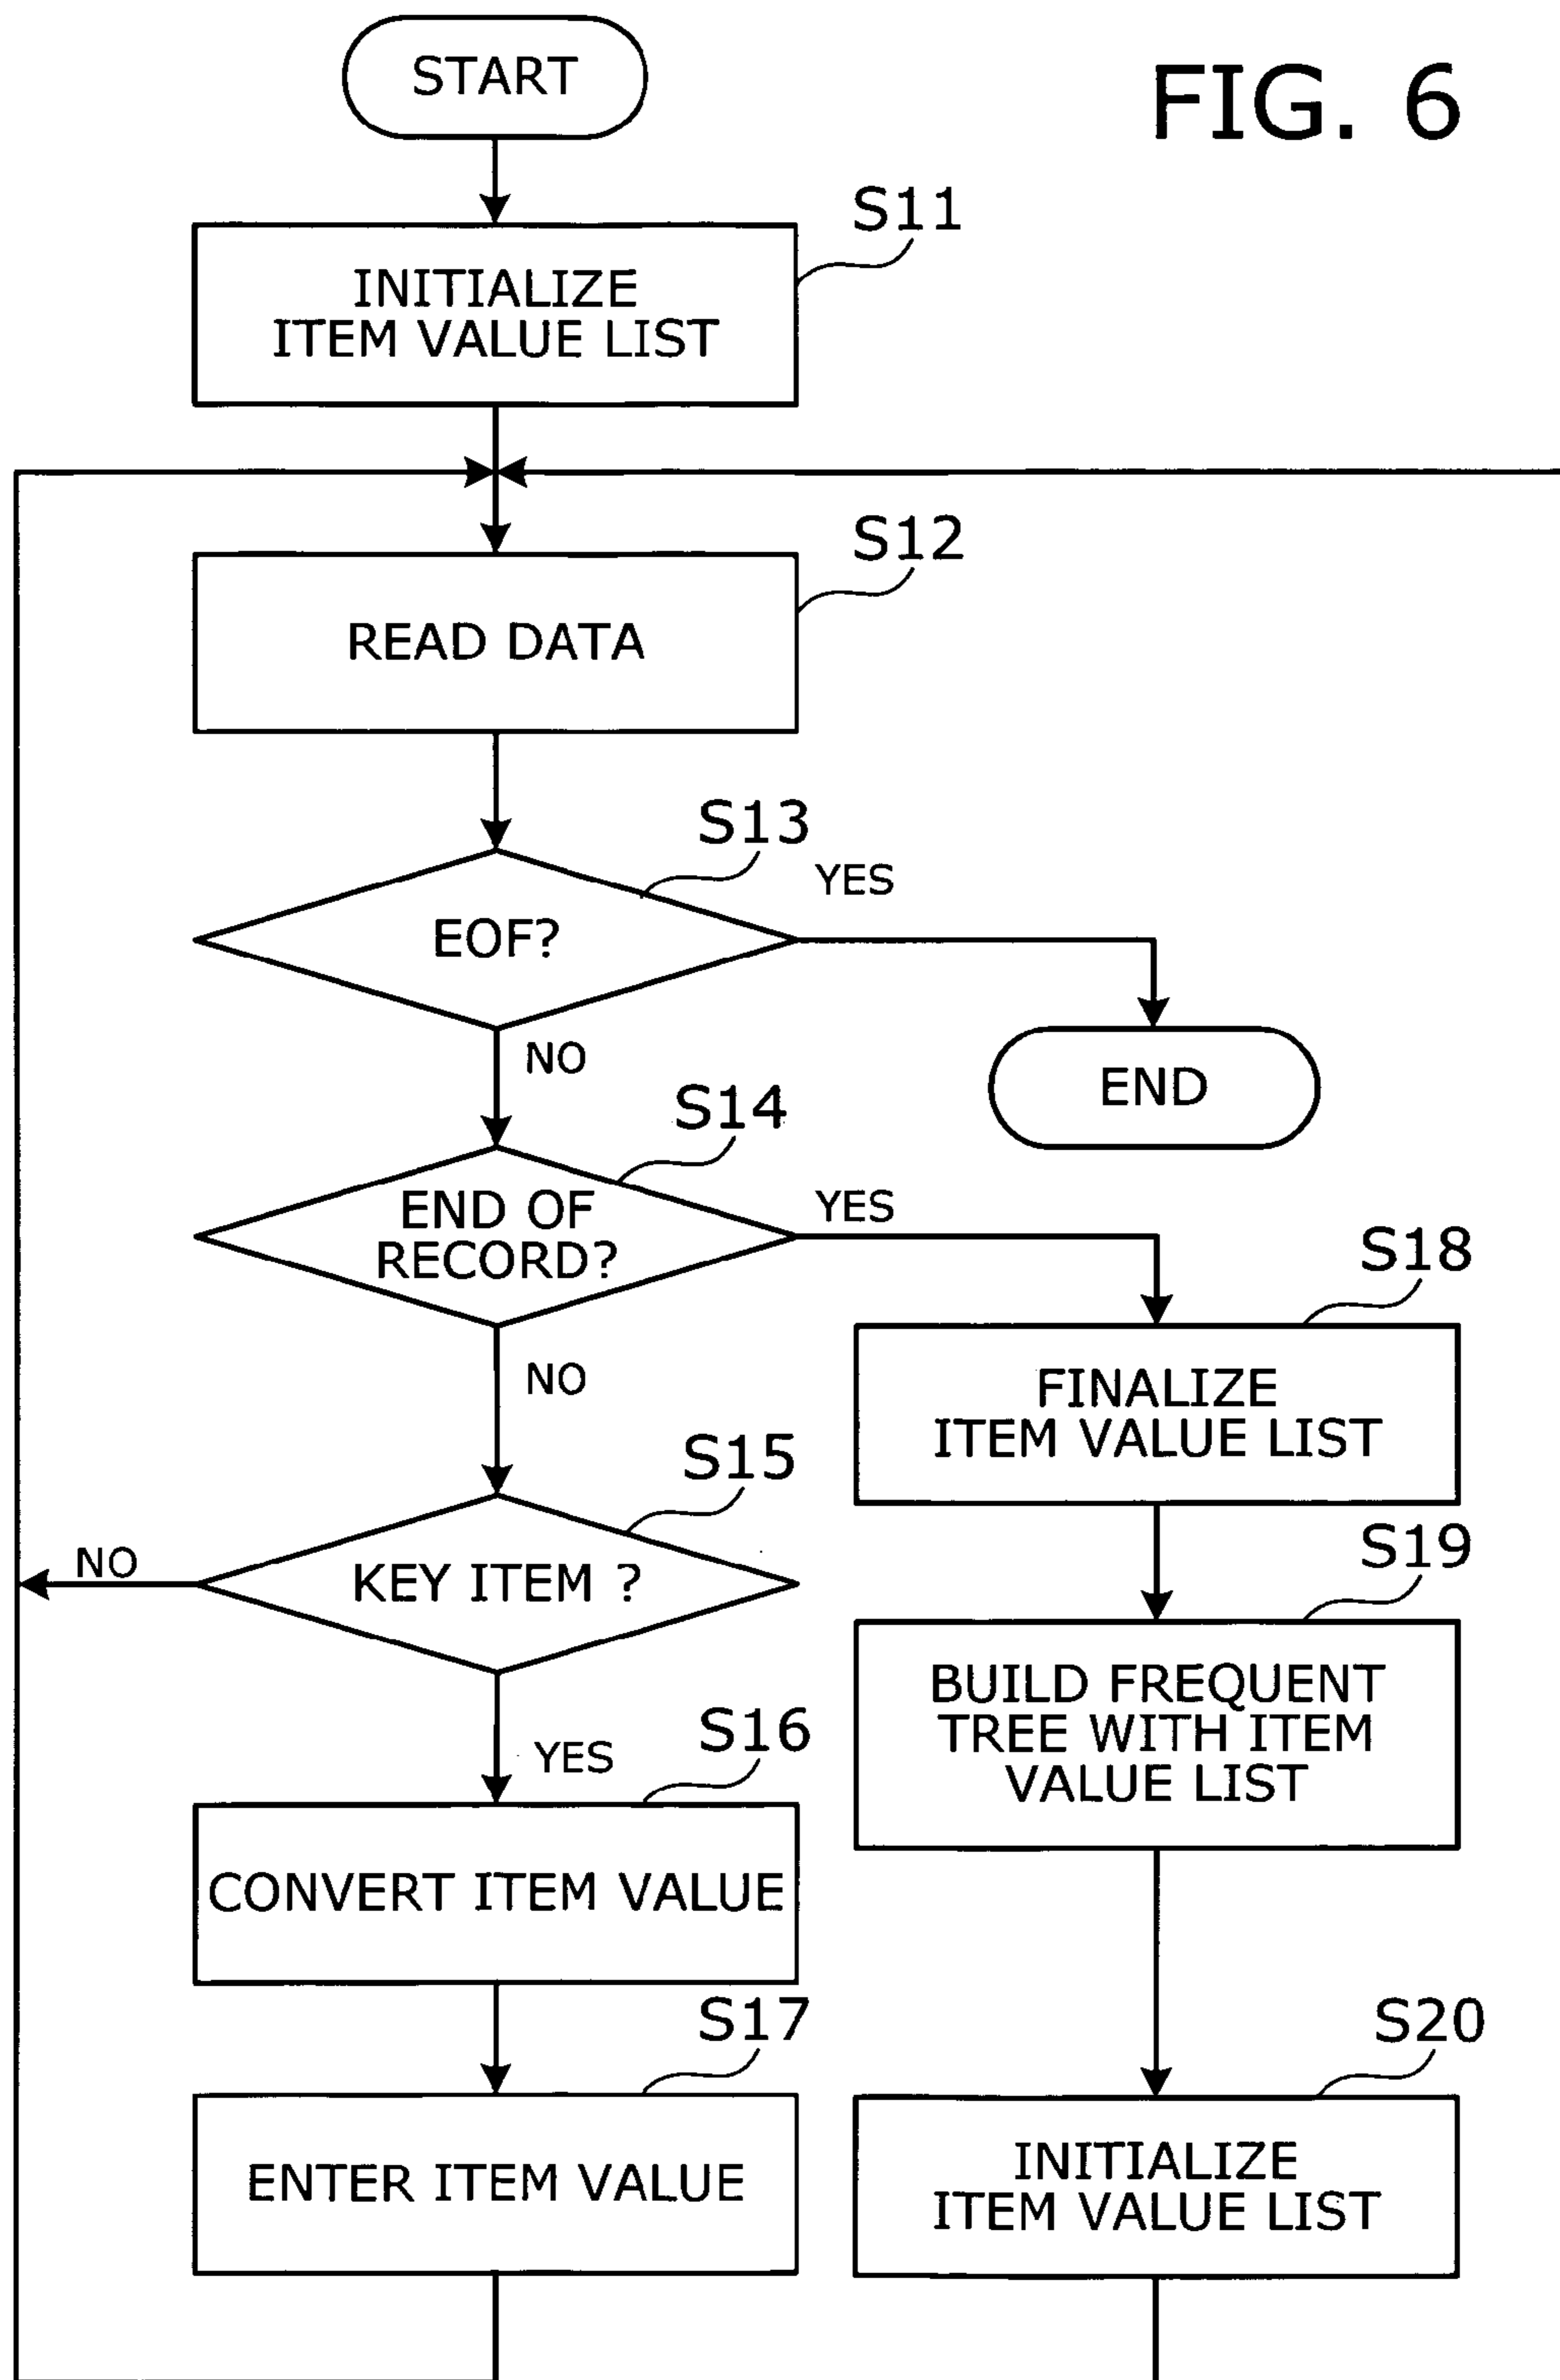 FIG. 6
START
S11
INITIALIZE
ITEM VALUE LIST
S12
READ DATA
S13
YES
EOF?
NO
END
S14
YES
END OF
RECORD?
S18
NO
FINALIZE
ITEM VALUE LIST
S15
NO
KEY ITEM ?
S19
BUILD FREQUENT
TREE WITH ITEM
VALUE LIST
S16
YES
CONVERT ITEM VALUE
S17
ENTER ITEM VALUE
S20
INITIALIZE
ITEM VALUE LIST